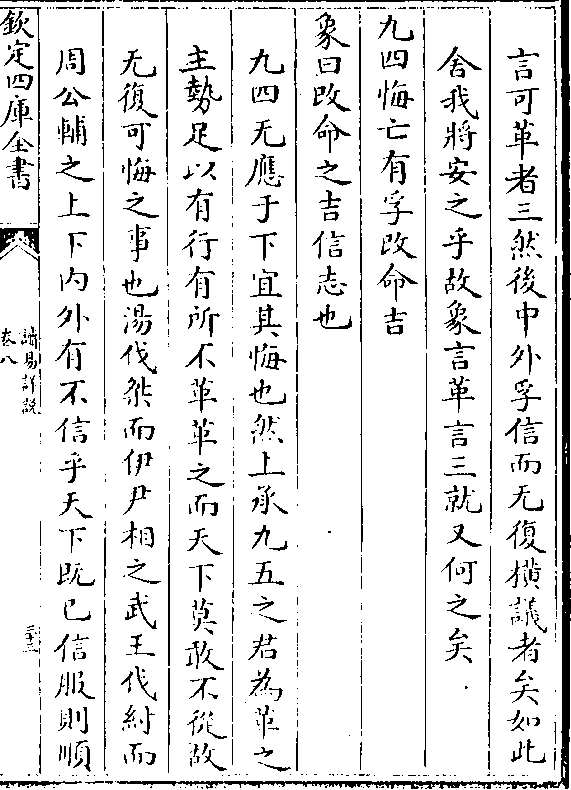 言可革者三然後中外孚信而无復橫議者矣如此
舍我將安之乎故象言革言三就又何之矣
九四悔亡有孚改命吉
象曰改命之吉信志也
九四无應于下宜其悔也然上承九五之君為革之
主勢足以有行有所不革革之而天下莫敢不從故
无復可悔之事也湯伐桀而伊尹相之武王伐紂而
周公輔之上下内外有不信乎天下既已信服則順
欽定四庫全書
讀易詳說
卷八
三十三